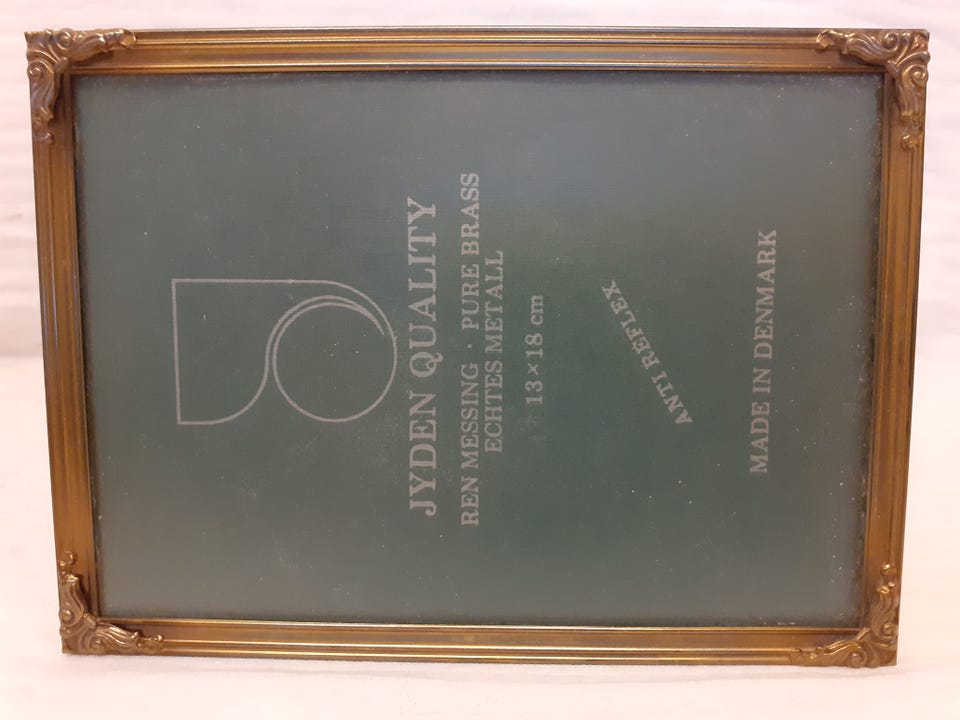 JYDEN QUALITY
REN MESSING · PURE BRASS
ECHTES METALL
13 × 18 cm
ANTI REFLEX
MADE IN DENMARK